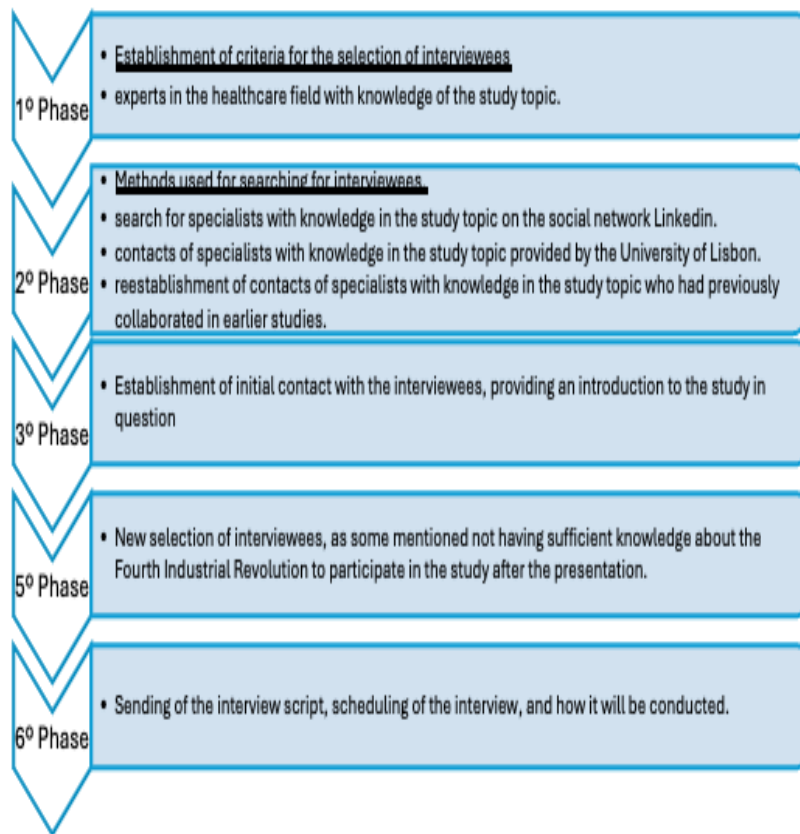 1º Phase
• Establishment of criteria for the selection of interviewees
• experts in the healthcare field with knowledge of the study topic.
2º Phase
• Methods used for searching for interviewees.
• search for specialists with knowledge in the study topic on the social network Linkedin.
• contacts of specialists with knowledge in the study topic provided by the University of Lisbon.
• reestablishment of contacts of specialists with knowledge in the study topic who had previously
collaborated in earlier studies.
3º Phase
• Establishment of initial contact with the interviewees, providing an introduction to the study in
question
5º Phase
• New selection of interviewees, as some mentioned not having sufficient knowledge about the
Fourth Industrial Revolution to participate in the study after the presentation.
6º Phase
• Sending of the interview script, scheduling of the interview, and how it will be conducted.